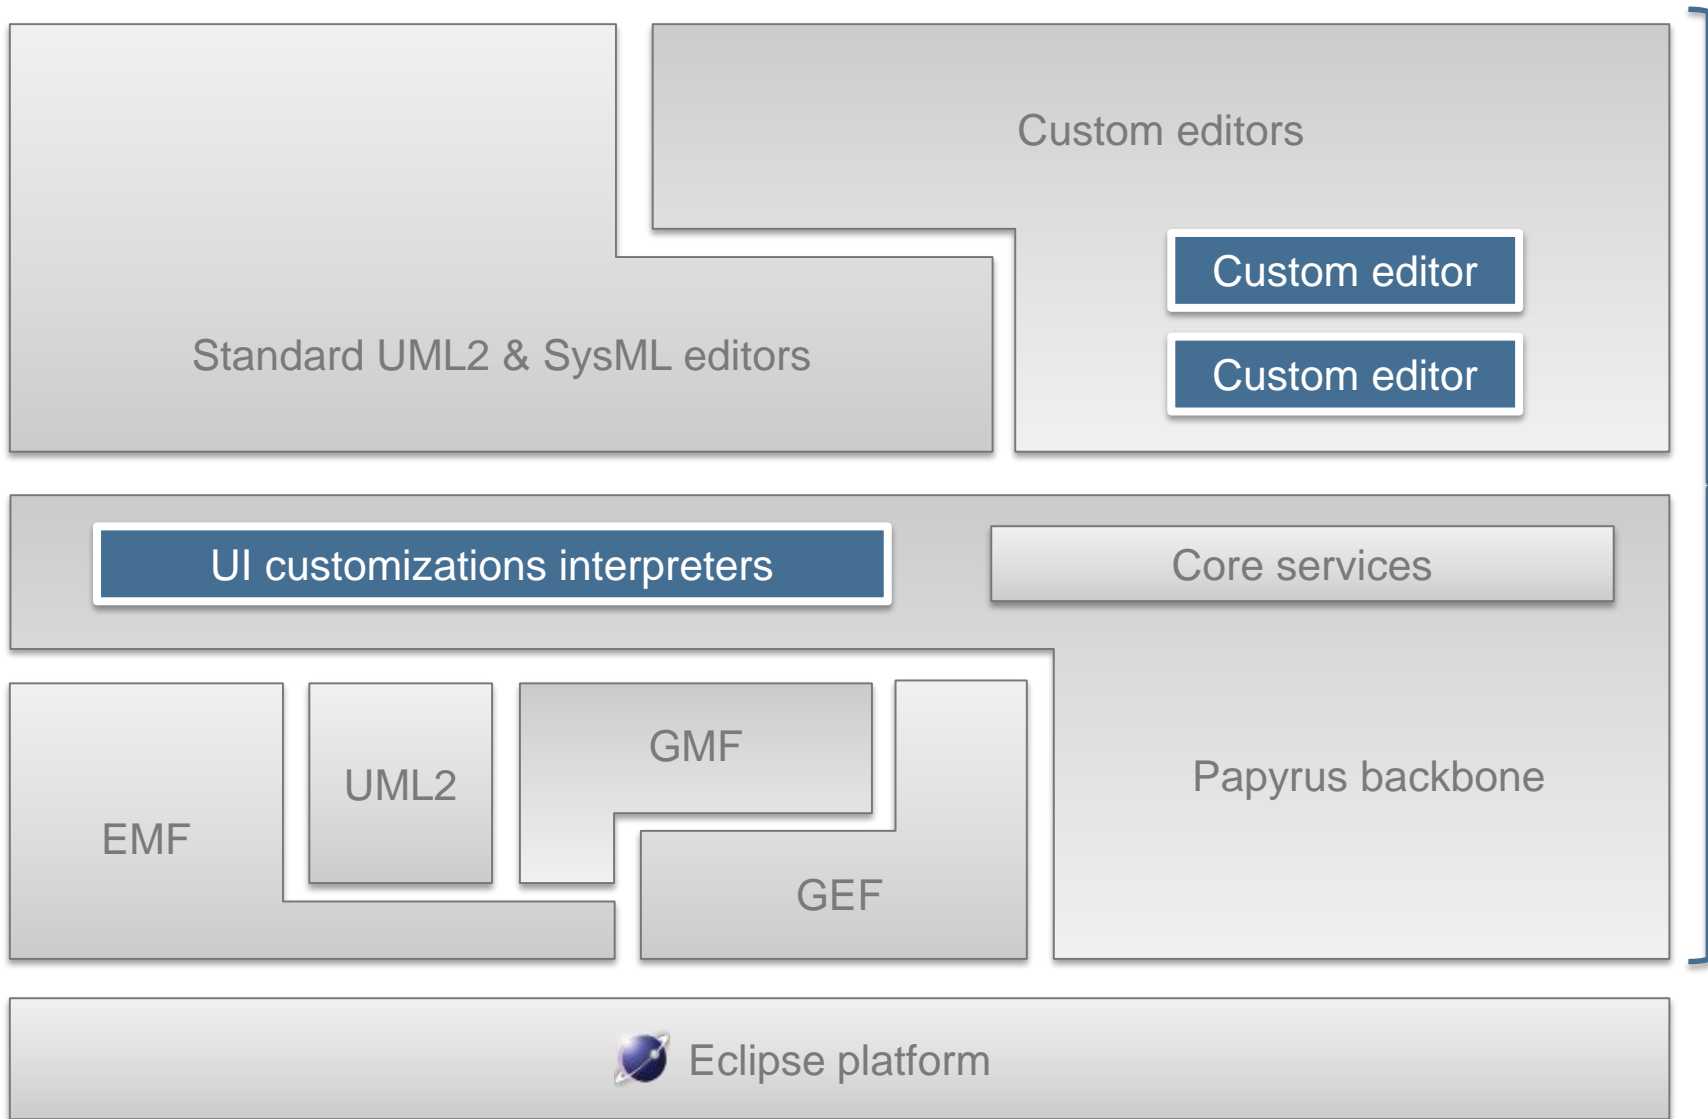 Custom editors
Custom editor
Standard UML2 & SysML editors
Custom editor
UI customizations interpreters
Core services
GMF
UML2
Papyrus backbone
EMF
GEF
Eclipse platform